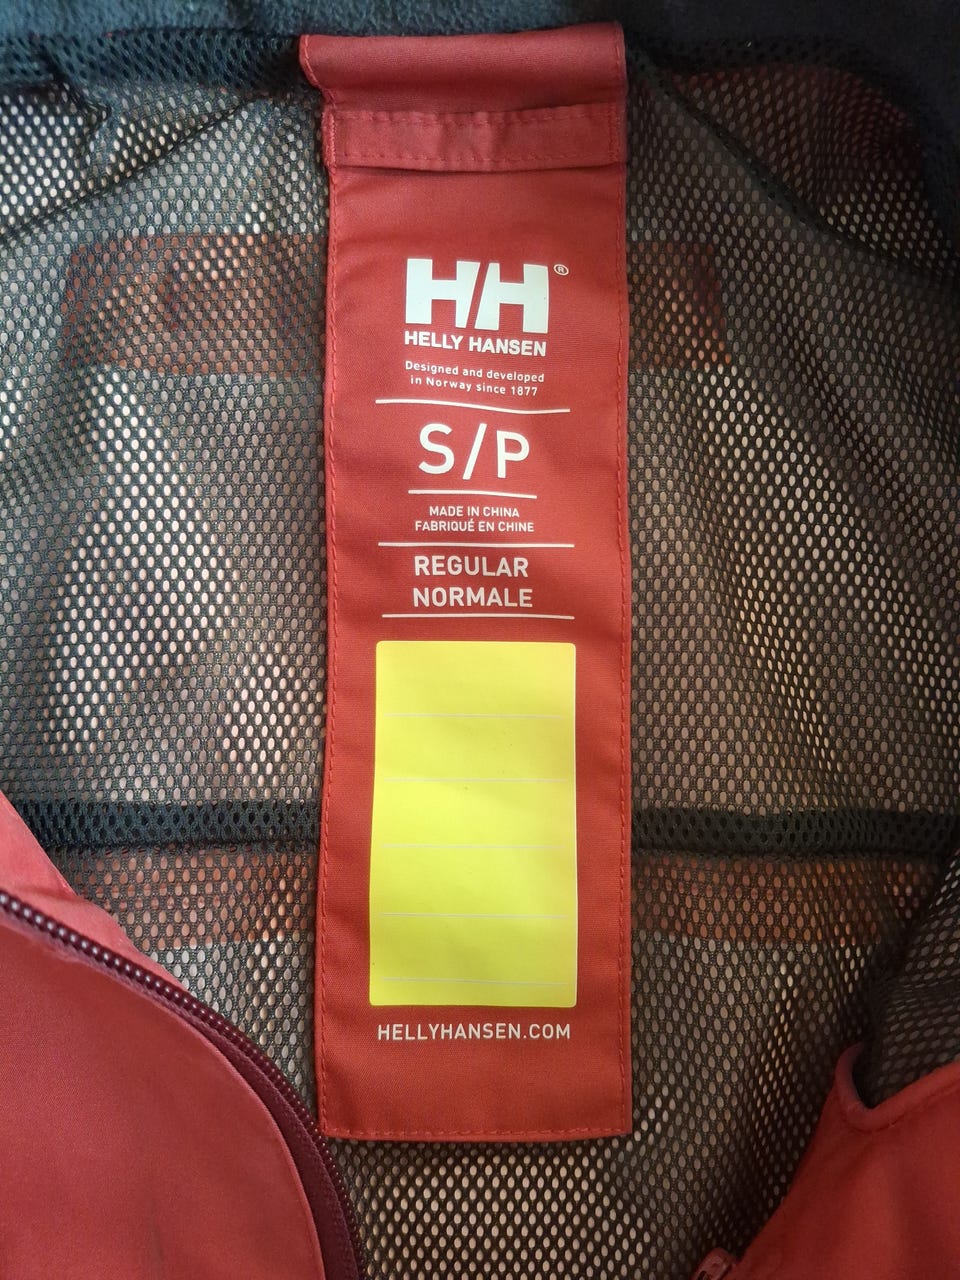 HH®
HELLY HANSEN
Designed and developed
in Norway since 1877
S/P
MADE IN CHINA
FABRIQUÉ EN CHINE
REGULAR
NORMALE
HELLYHANSEN.COM